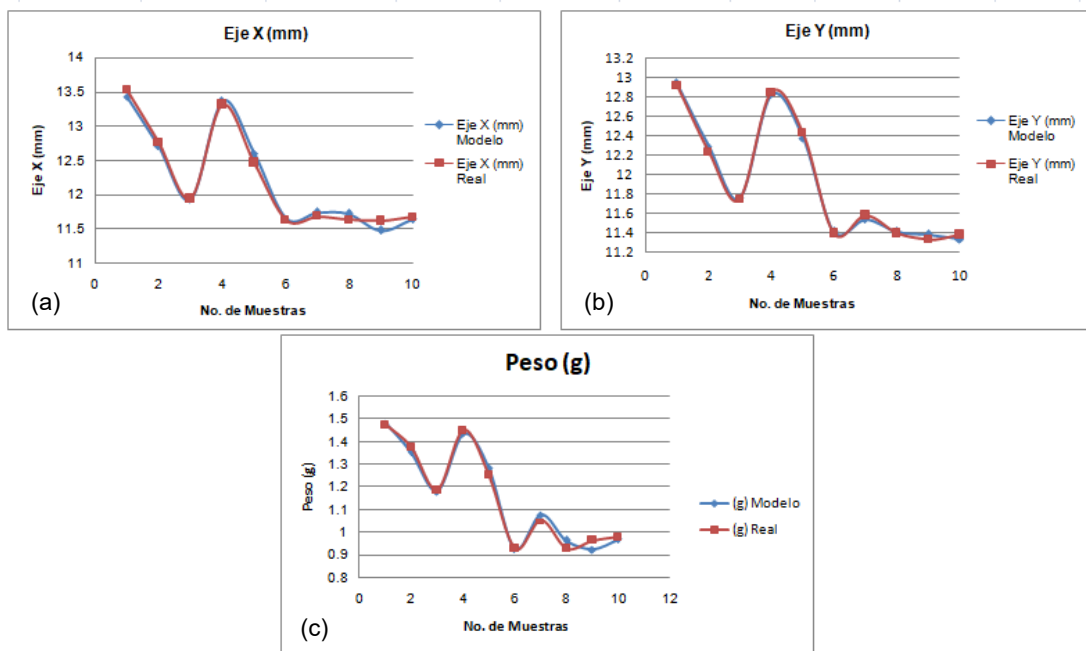 Eje X (mm)
14
13.5
13
12.5
12
11.5
11
Eje X (mm)
0 2 4 6 8 10
No. de Muestras
Eje X (mm)
Modelo
Eje X (mm)
Real
(a)
Eje Y (mm)
13.2
13
12.8
12.6
12.4
12.2
12
11.8
11.6
11.4
11.2
Eje Y (mm)
0 2 4 6 8 10
No. de Muestras
Eje Y (mm)
Modelo
Eje Y (mm)
Real
(b)
Peso (g)
1.6
1.5
1.4
1.3
1.2
1.1
1
0.9
0.8
Peso (g)
0 2 4 6 8 10 12
No. de Muestras
(g) Modelo
(g) Real
(c)